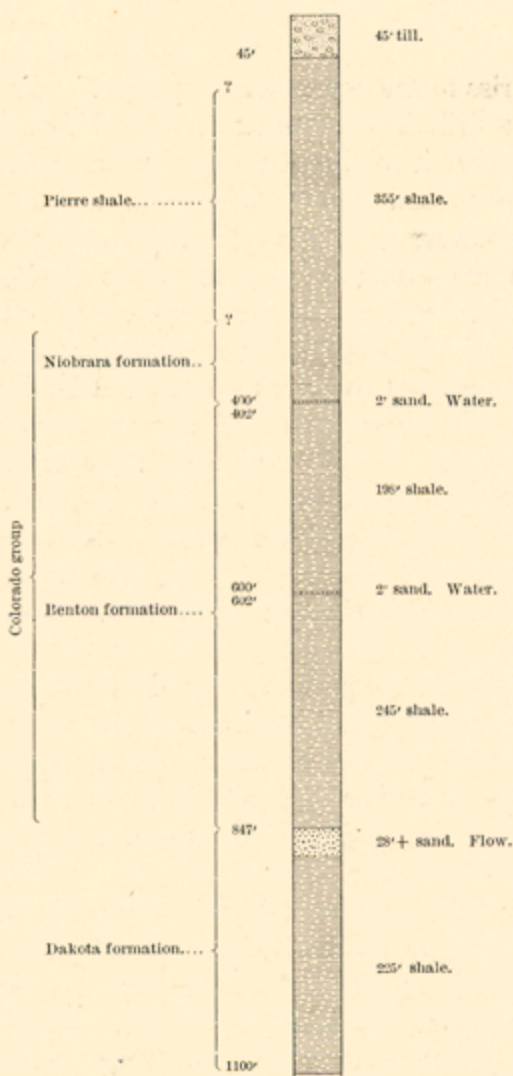 45' till.
45'
?
Pierre shale... .........
355' shale.
?
Niobrara formation..
400'
402'
2' sand. Water.
198' shale.
Colorado group
600'
602'
2' sand. Water.
Benton formation....
245' shale.
847'
28'+ sand. Flow.
Dakota formation....
225' shale.
1100'